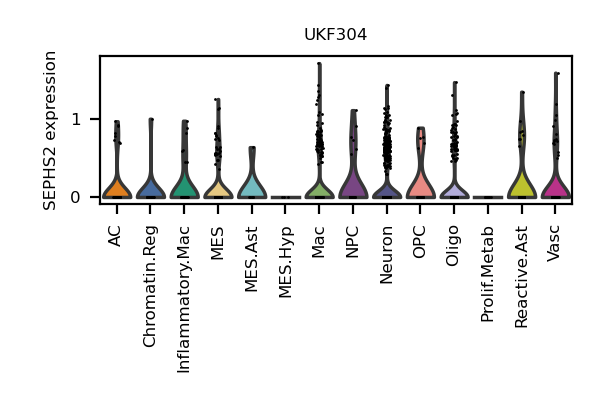 UKF304
SEPHS2 expression
1
0
AC
Chromatin.Reg
Inflammatory.Mac
MES
MES.Ast
MES.Hyp
Mac
NPC
Neuron
OPC
Oligo
Prolif.Metab
Reactive.Ast
Vasc